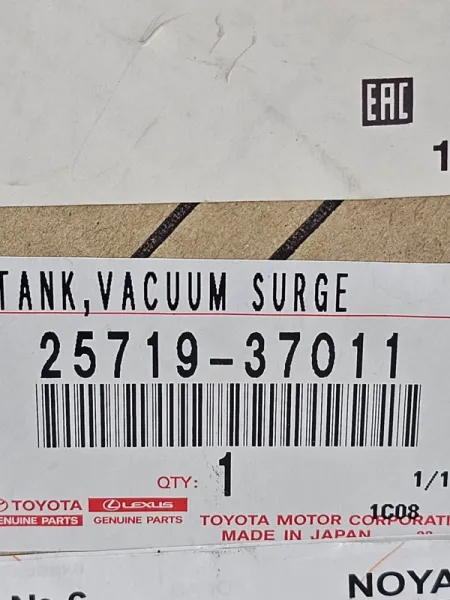 EAC
1
TANK,VACUUM SURGE
25719-37011
QTY: 1
1/1
TOYOTA
GENUINE PARTS
LEXUS
GENUINE PARTS
1C08
TOYOTA MOTOR CORPORATI
MADE IN JAPAN
NOYA